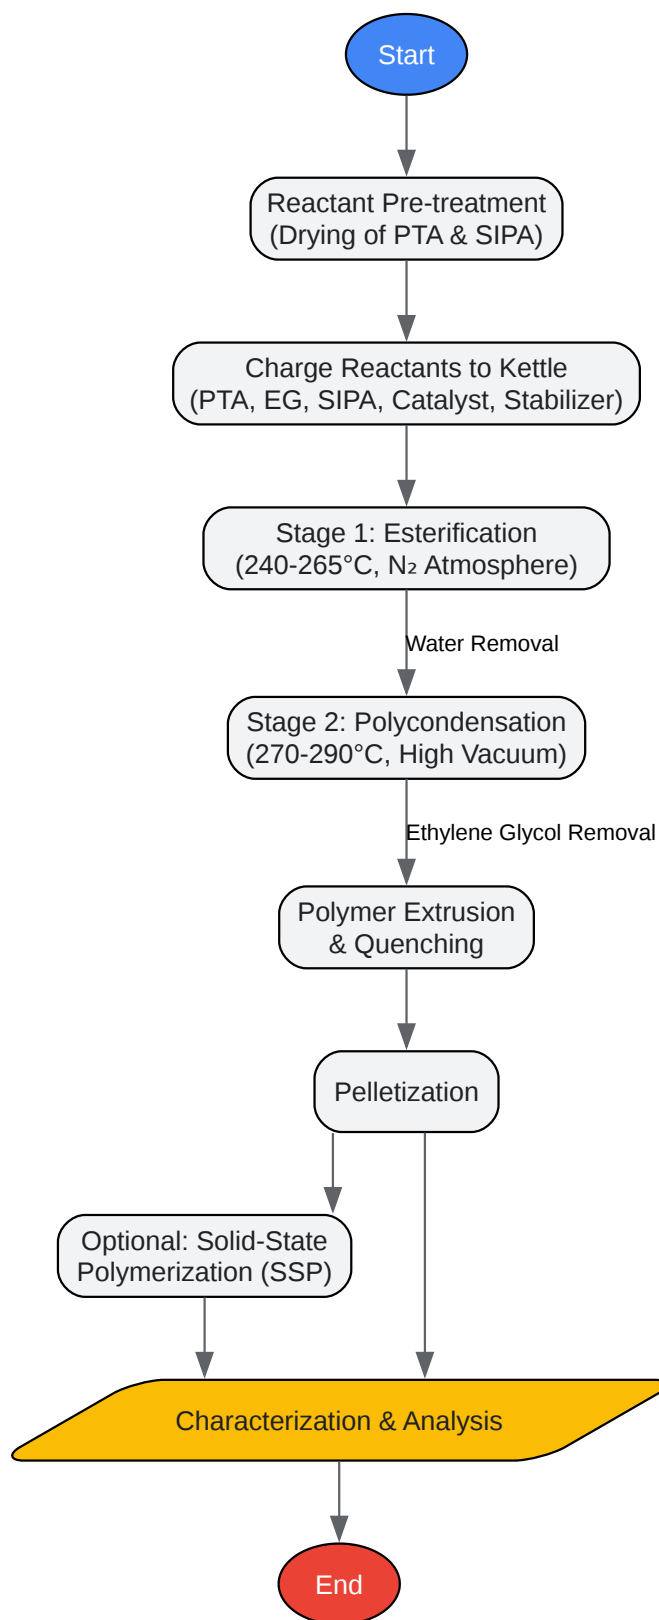 Start
Reactant Pre-treatment
(Drying of PTA & SIPA)
Charge Reactants to Kettle
(PTA, EG, SIPA, Catalyst, Stabilizer)
Stage 1: Esterification
(240-265°C, N₂ Atmosphere)
Water Removal
Stage 2: Polycondensation
(270-290°C, High Vacuum)
Ethylene Glycol Removal
Polymer Extrusion
& Quenching
Pelletization
Optional: Solid-State
Polymerization (SSP)
Characterization & Analysis
End